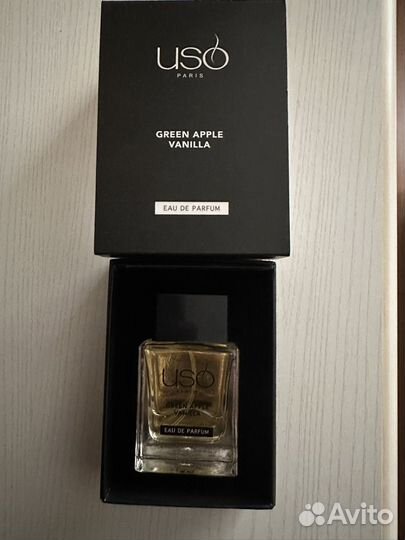 USO
PARIS
GREEN APPLE
VANILLA
EAU DE PARFUM
USO
GREEN APPLE
VANILLA
EAU DE PARFUM
Avito